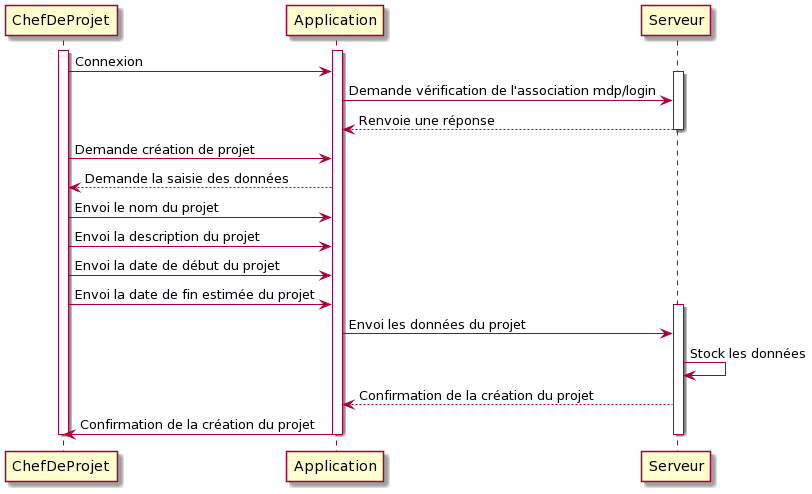 ChefDeProjet
Application
Serveur
Connexion
Demande vérification de l'association mdp/login
Renvoie une réponse
Demande création de projet
Demande la saisie des données
Envoi le nom du projet
Envoi la description du projet
Envoi la date de début du projet
Envoi la date de fin estimée du projet
Envoi les données du projet
Stock les données
Confirmation de la création du projet
Confirmation de la création du projet
ChefDeProjet
Application
Serveur